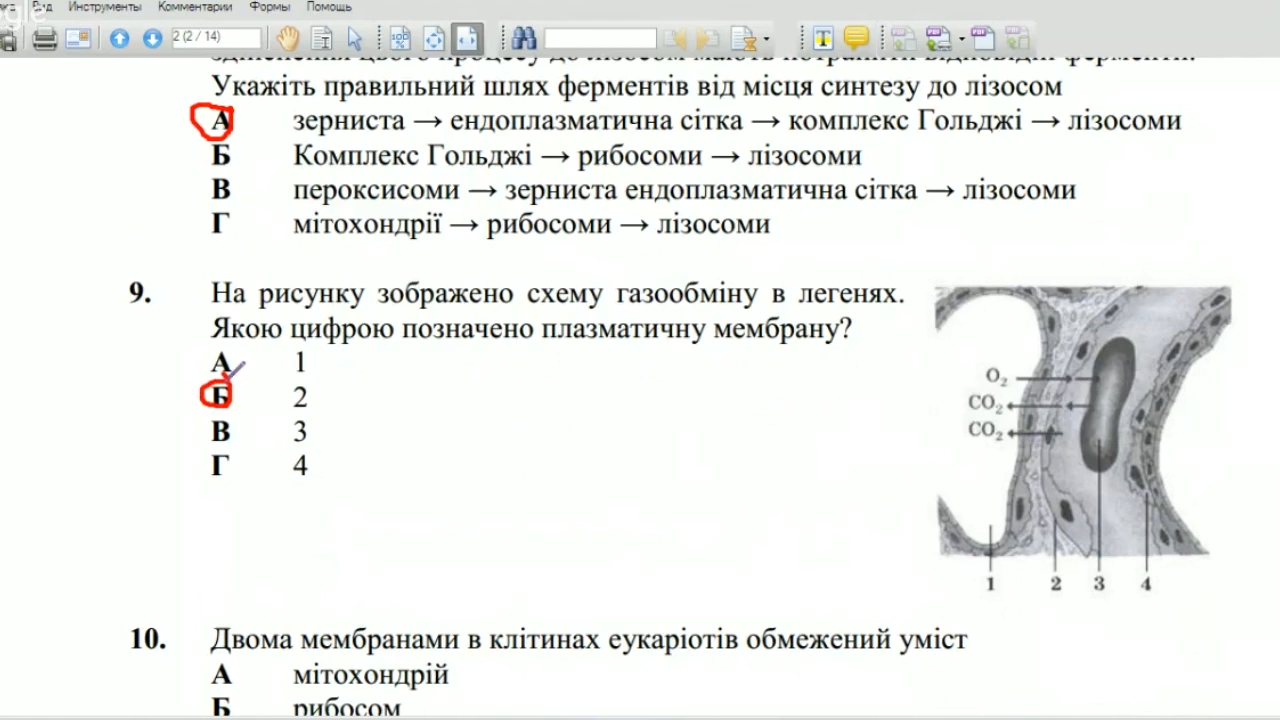 Вид Инструменты Комментарии Формы Помощь
2 (2 / 14)
Укажіть правильний шлях ферментів від місця синтезу до лізосом
А зерниста → ендоплазматична сітка → комплекс Гольджі → лізосоми
Б Комплекс Гольджі → рибосоми → лізосоми
В пероксисоми → зерниста ендоплазматична сітка → лізосоми
Г мітохондрії → рибосоми → лізосоми
9. На рисунку зображено схему газообміну в легенях.
Якою цифрою позначено плазматичну мембрану?
А 1
Б 2
В 3
Г 4
O₂
CO₂
CO₂
1 2 3 4
10. Двома мембранами в клітинах еукаріотів обмежений уміст
А мітохондрій
Б рибосом